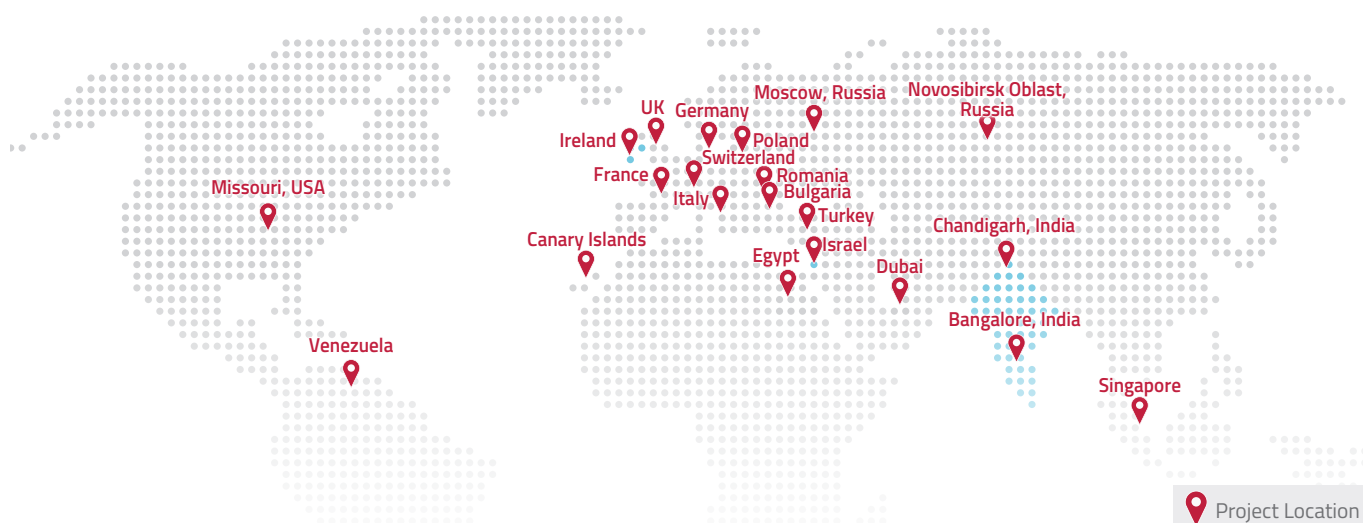 Moscow, Russia
Novosibirsk Oblast,
Russia
UK
Germany
Ireland
Poland
Switzerland
France
Romania
Missouri, USA
Bulgaria
Italy
Turkey
Chandigarh, India
Canary Islands
Israel
Egypt
Dubai
Bangalore, India
Venezuela
Singapore
Project Location